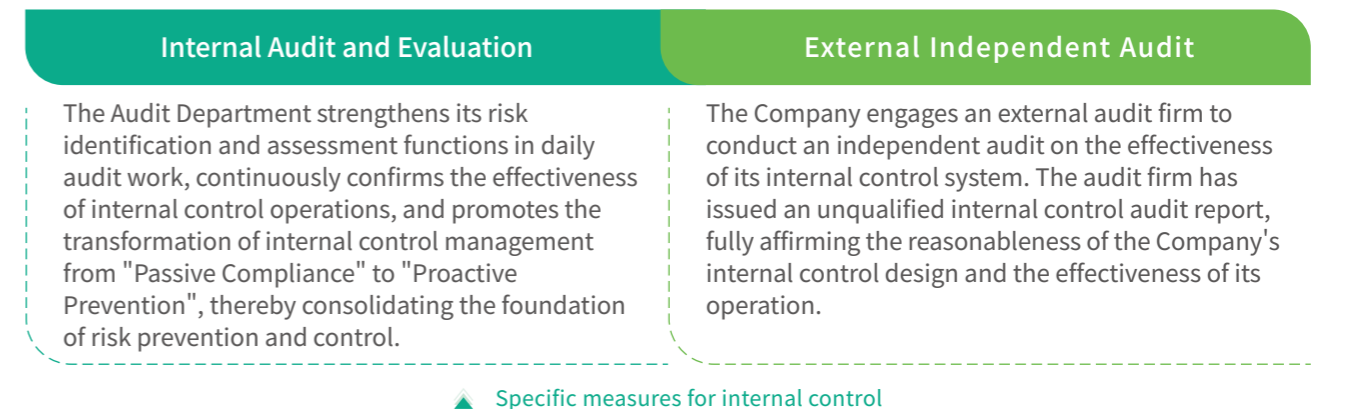 Internal Audit and Evaluation
The Audit Department strengthens its risk
identification and assessment functions in daily
audit work, continuously confirms the effectiveness
of internal control operations, and promotes the
transformation of internal control management
from "Passive Compliance" to "Proactive
Prevention", thereby consolidating the foundation
of risk prevention and control.
External Independent Audit
The Company engages an external audit firm to
conduct an independent audit on the effectiveness
of its internal control system. The audit firm has
issued an unqualified internal control audit report,
fully affirming the reasonableness of the Company's
internal control design and the effectiveness of its
operation.
Specific measures for internal control